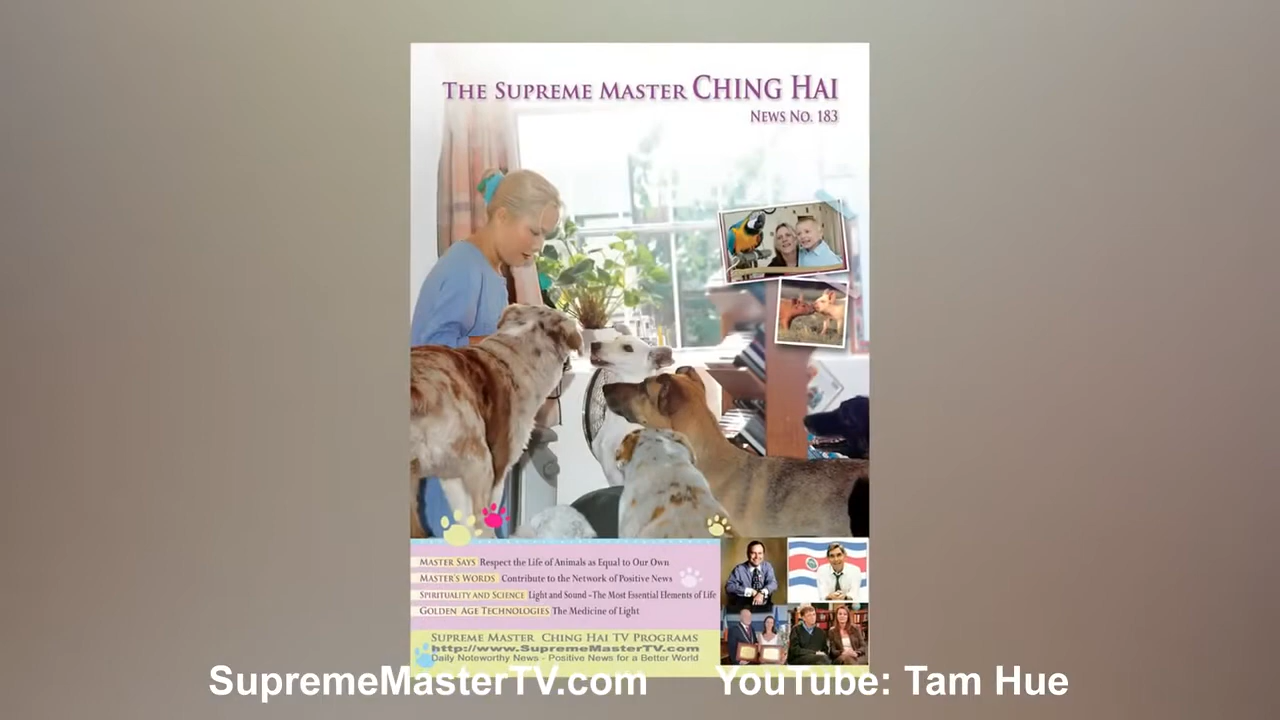 THE SUPREME MASTER CHING HAI
NEWS NO. 183
MASTER SAYS Respect the Life of Animals as Equal to Our Own
MASTER'S WORDS Contribute to the Network of Positive News
SPIRITUALITY AND SCIENCE Light and Sound -The Most Essential Elements of Life
GOLDEN AGE TECHNOLOGIES The Medicine of Light
SUPREME MASTER CHING HAI TV PROGRAMS
http://www.SupremeMasterTV.com
Daily Noteworthy News - Positive News for a Better World
SupremeMasterTV.com YouTube: Tam Hue